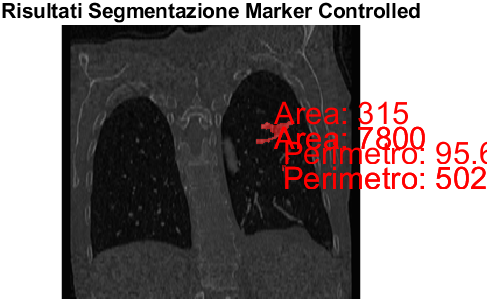 Risultati Segmentazione Marker Controlled
Area: 315
Area: 7800
Perimetro: 95.6
Perimetro: 502